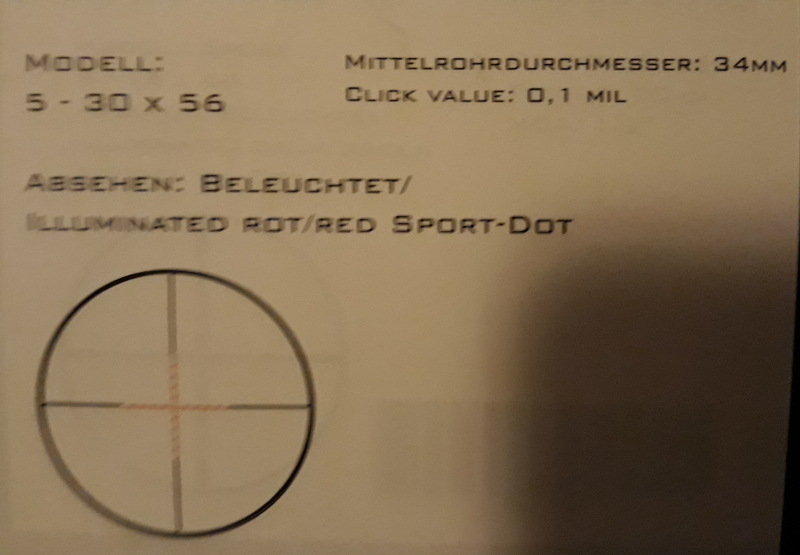 MODELL:
5 - 30 x 56
MITTELROHRDURCHMESSER: 34MM
CLICK VALUE: 0,1 MIL
ABSEHEN: BELEUCHTET/
ILLUMINATED ROT/RED SPORT-DOT